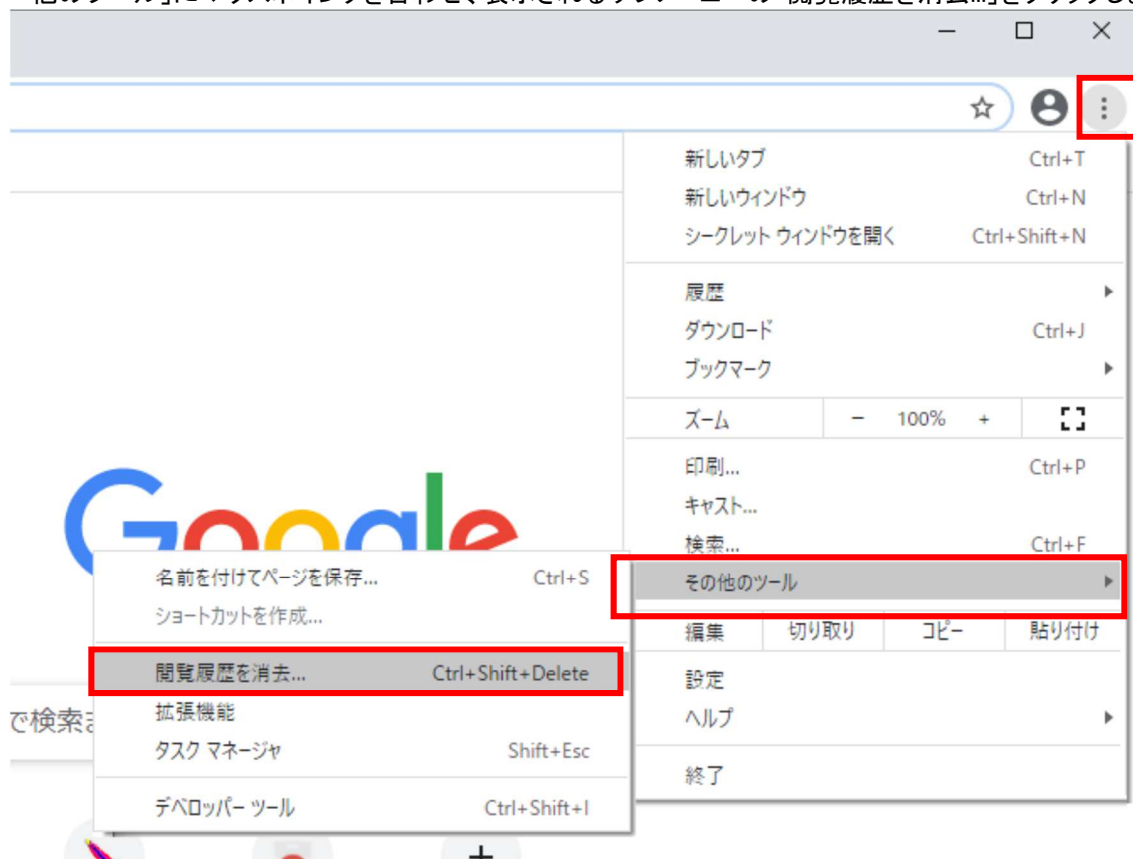 新しいタブ Ctrl+T
新しいウィンドウ Ctrl+N
シークレット ウィンドウを開く Ctrl+Shift+N
履歴
ダウンロード Ctrl+J
ブックマーク
ズーム − 100% +
印刷... Ctrl+P
キャスト...
検索... Ctrl+F
その他のツール
編集 切り取り コピー 貼り付け
設定
ヘルプ
終了
Google
名前を付けてページを保存... Ctrl+S
ショートカットを作成...
閲覧履歴を消去... Ctrl+Shift+Delete
拡張機能
タスク マネージャ Shift+Esc
デベロッパー ツール Ctrl+Shift+I
で検索